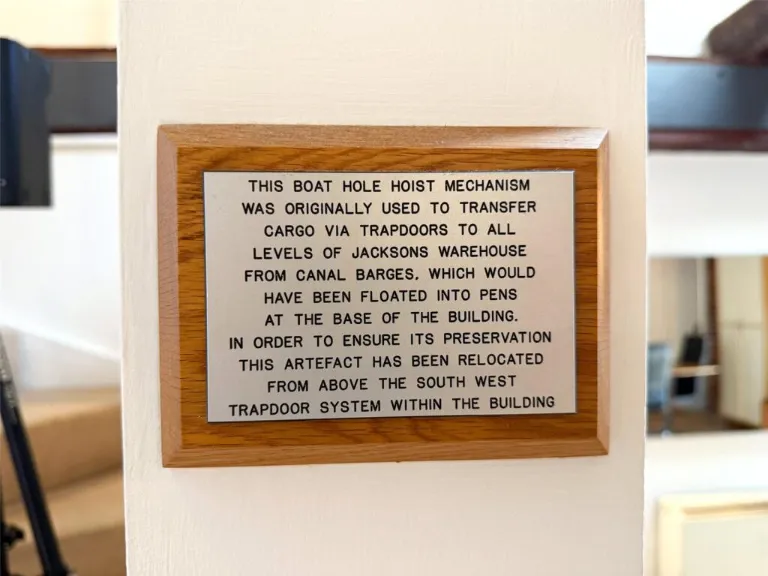 THIS BOAT HOLE HOIST MECHANISM
WAS ORIGINALLY USED TO TRANSFER
CARGO VIA TRAPDOORS TO ALL
LEVELS OF JACKSONS WAREHOUSE
FROM CANAL BARGES, WHICH WOULD
HAVE BEEN FLOATED INTO PENS
AT THE BASE OF THE BUILDING.
IN ORDER TO ENSURE ITS PRESERVATION
THIS ARTEFACT HAS BEEN RELOCATED
FROM ABOVE THE SOUTH WEST
TRAPDOOR SYSTEM WITHIN THE BUILDING